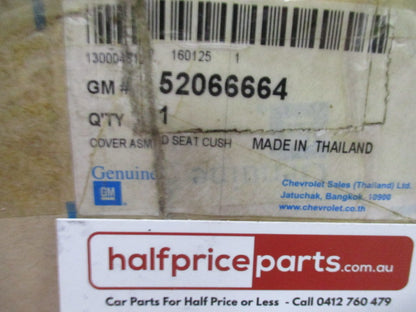 160125 1
GM # 52066664
Q'TY 1
COVER ASM D SEAT CUSH MADE IN THAILAND
Genuine
GM
Chevrolet Sales (Thailand) Ltd.
Jatuchak, Bangkok, 10900
www.chevrolet.co.th
halfpriceparts.com.au
Car Parts For Half Price or Less - Call 0412 760 479